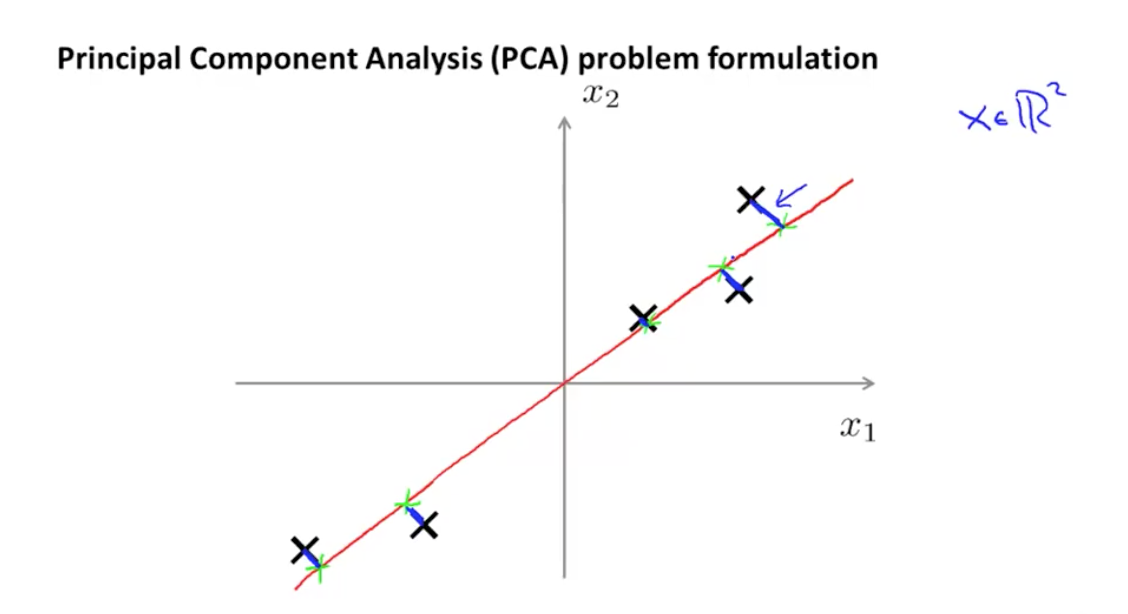 Principal Component Analysis (PCA) problem formulation
x₂
x ∈ ℝ²
x₁